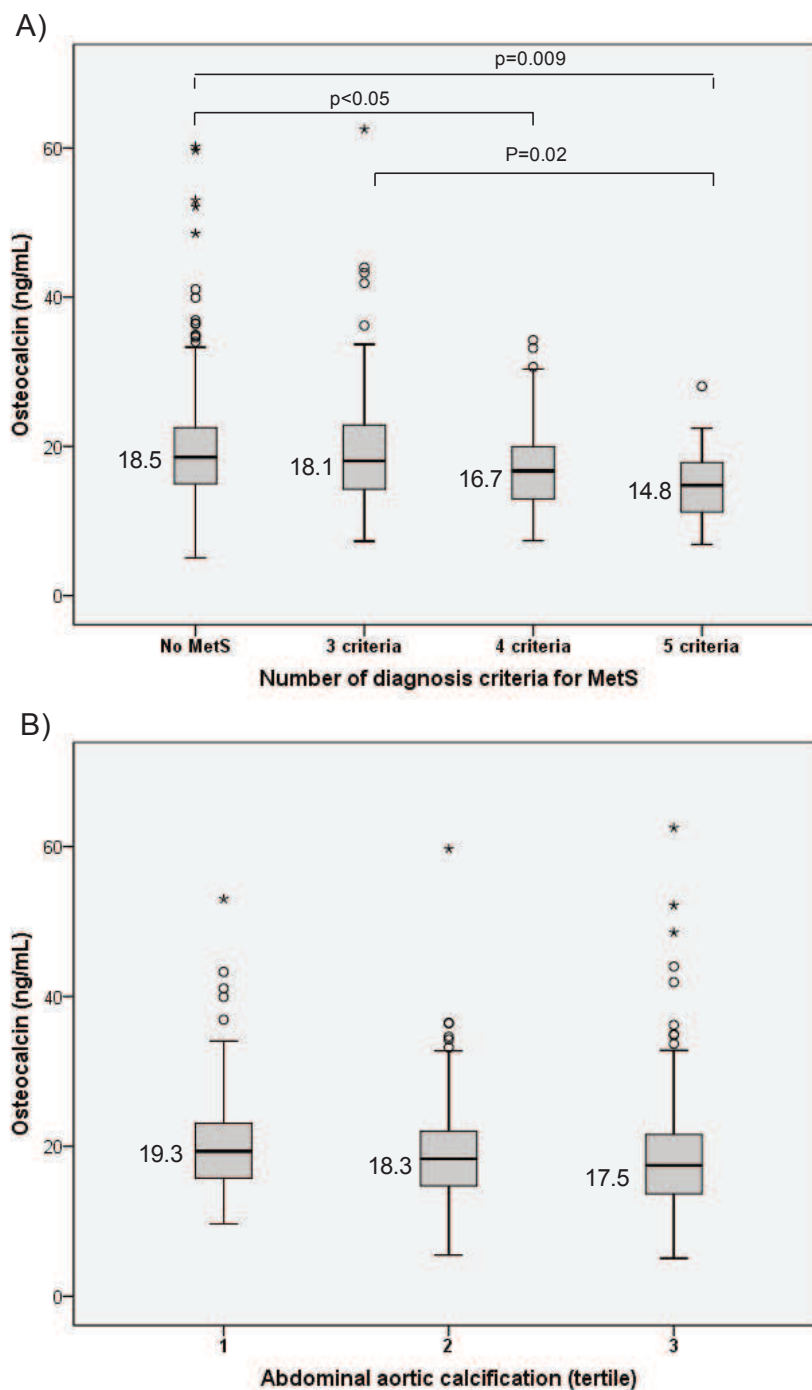 A)
p=0.009
p<0.05
P=0.02
60
40
20
0
Osteocalcin (ng/mL)
18.5
18.1
16.7
14.8
No MetS 3 criteria 4 criteria 5 criteria
Number of diagnosis criteria for MetS
B)
60
40
20
0
Osteocalcin (ng/mL)
19.3
18.3
17.5
1 2 3
Abdominal aortic calcification (tertile)